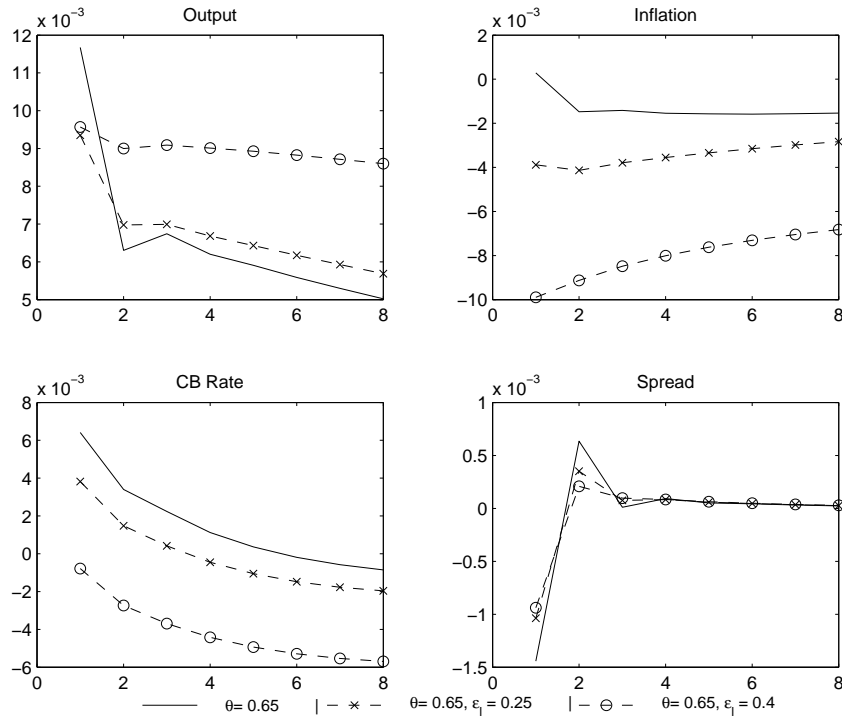 Output
Inflation
x 10⁻³
x 10⁻³
12
11
10
9
8
7
6
5
0 2 4 6 8
2
0
−2
−4
−6
−8
−10
0 2 4 6 8
CB Rate
Spread
x 10⁻³
x 10⁻³
8
6
4
2
0
−2
−4
−6
0 2 4 6 8
1
0.5
0
−0.5
−1
−1.5
0 2 4 6 8
θ= 0.65
θ= 0.65, ε_l = 0.25
θ= 0.65, ε_l = 0.4